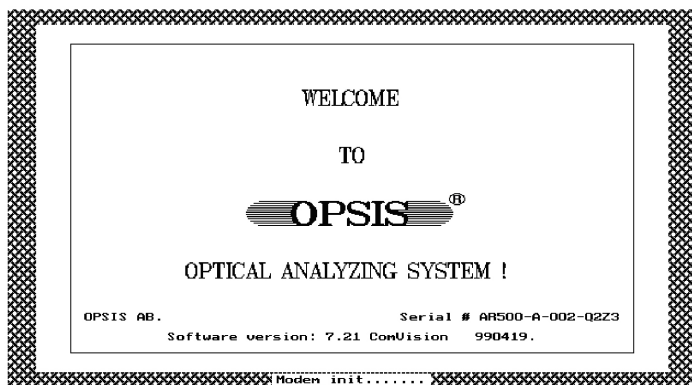 WELCOME
TO
OPSIS®
OPTICAL ANALYZING SYSTEM !
OPSIS AB. Serial # AR500-A-002-Q2Z3
Software version: 7.21 ComVision 990419.
Modem init.......